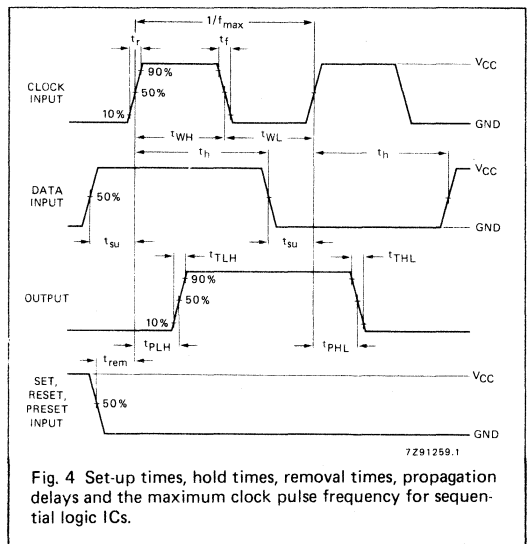 1/fmax
tr
tf
VCC
90%
CLOCK
INPUT
50%
10%
GND
tWH
tWL
th
th
VCC
DATA
INPUT
50%
GND
tsu
tsu
tTLH
tTHL
90%
OUTPUT
50%
10%
tPLH
tPHL
trem
VCC
SET,
RESET,
PRESET
INPUT
50%
GND
7Z91259.1
Fig. 4 Set-up times, hold times, removal times, propagation
delays and the maximum clock pulse frequency for sequen-
tial logic ICs.